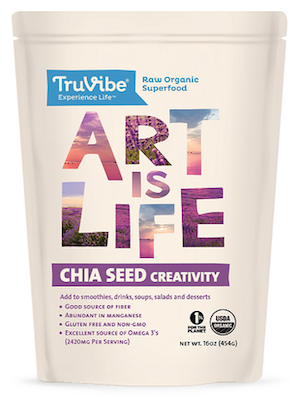 TruVibe®
Experience Life™
Raw Organic
Superfood
ART
IS
LIFE
CHIA SEED CREATIVITY
Add to smoothies, drinks, soups, salads and desserts
• Good source of fiber
• Abundant in manganese
• Gluten free and non-GMO
• Excellent source of Omega 3's
(2420mg Per Serving)
1%
FOR THE
PLANET
USDA
ORGANIC
NET WT. 16oz (454g)